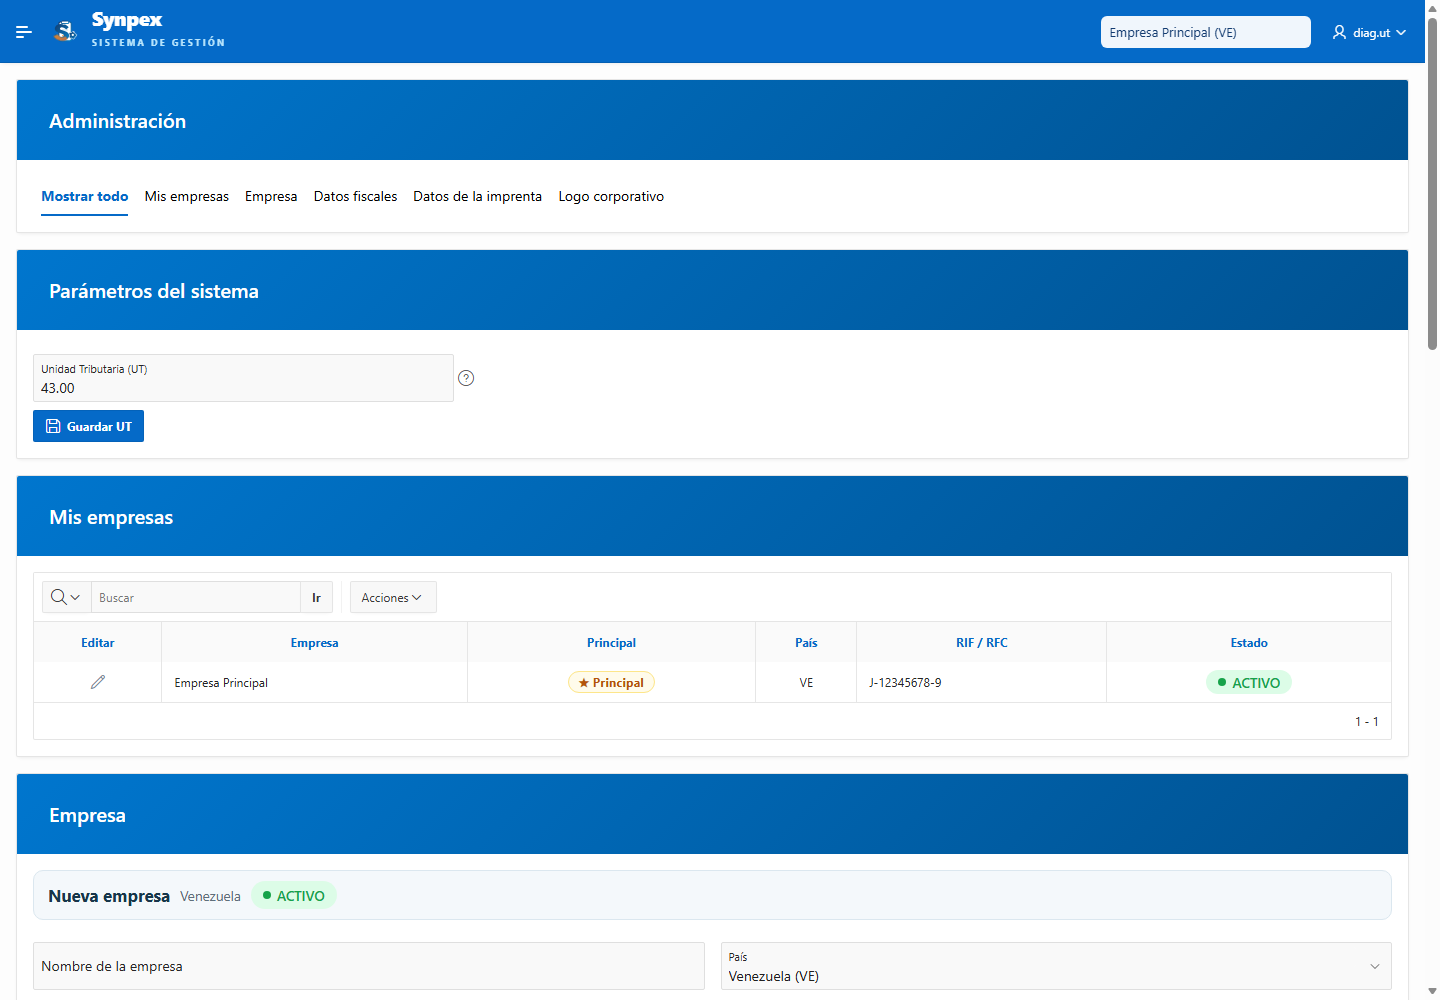 Synpex
SISTEMA DE GESTIÓN
Empresa Principal (VE)
diag.ut
Administración
Mostrar todo
Mis empresas
Empresa
Datos fiscales
Datos de la imprenta
Logo corporativo
Parámetros del sistema
Unidad Tributaria (UT)
43.00
Guardar UT
Mis empresas
Buscar
Ir
Acciones
Editar
Empresa
Principal
País
RIF / RFC
Estado
Empresa Principal
★ Principal
VE
J-12345678-9
ACTIVO
1 - 1
Empresa
Nueva empresa
Venezuela
ACTIVO
Nombre de la empresa
País
Venezuela (VE)